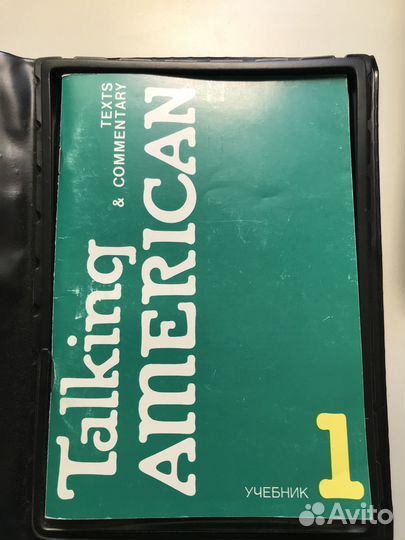 Talking
AMERICAN
TEXTS
& COMMENTARY
УЧЕБНИК 1
Avito